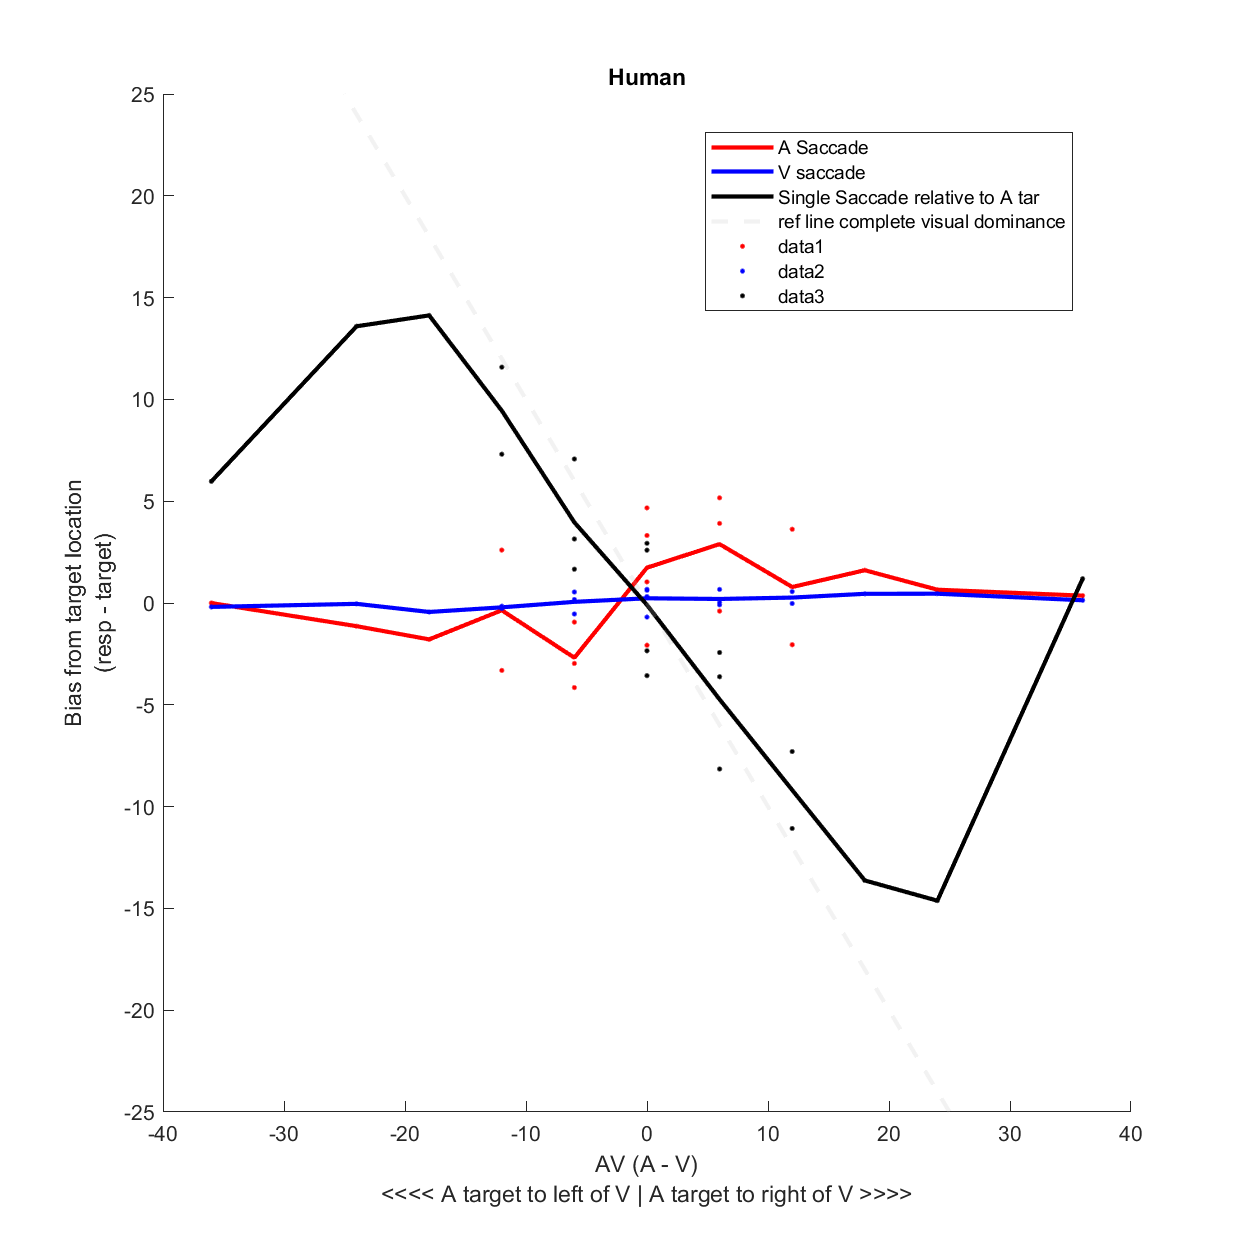 Human
25
20
15
10
5
0
-5
-10
-15
-20
-25
Bias from target location
(resp - target)
A Saccade
V saccade
Single Saccade relative to A tar
ref line complete visual dominance
data1
data2
data3
-40 -30 -20 -10 0 10 20 30 40
AV (A - V)
<<<< A target to left of V | A target to right of V >>>>